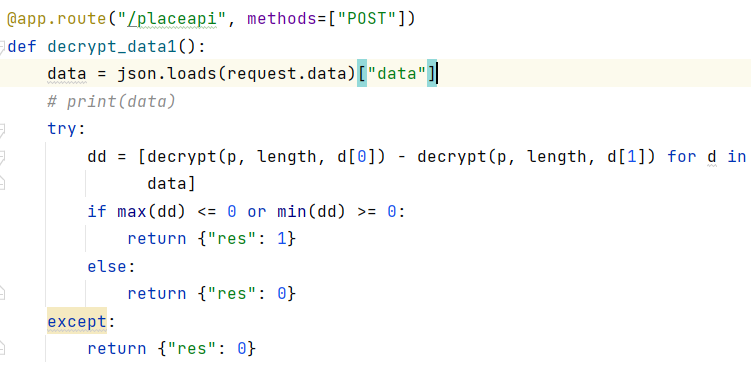 @app.route("/placeapi", methods=["POST"])
def decrypt_data1():
    data = json.loads(request.data)["data"]
    # print(data)
    try:
        dd = [decrypt(p, length, d[0]) - decrypt(p, length, d[1]) for d in
              data]
        if max(dd) <= 0 or min(dd) >= 0:
            return {"res": 1}
        else:
            return {"res": 0}
    except:
        return {"res": 0}